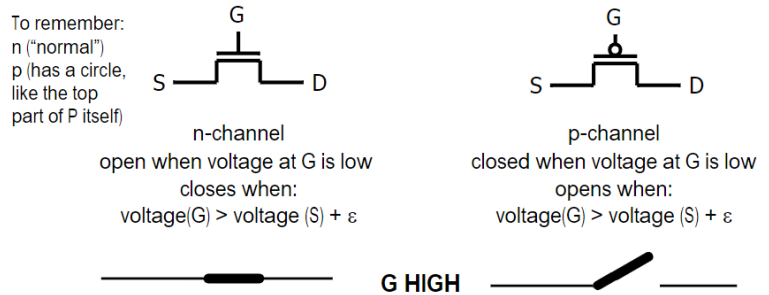 To remember:
n ("normal")
p (has a circle,
like the top
part of P itself)
G
S
D
n-channel
open when voltage at G is low
closes when:
voltage(G) > voltage (S) + ε
G
S
D
p-channel
closed when voltage at G is low
opens when:
voltage(G) > voltage (S) + ε
G HIGH